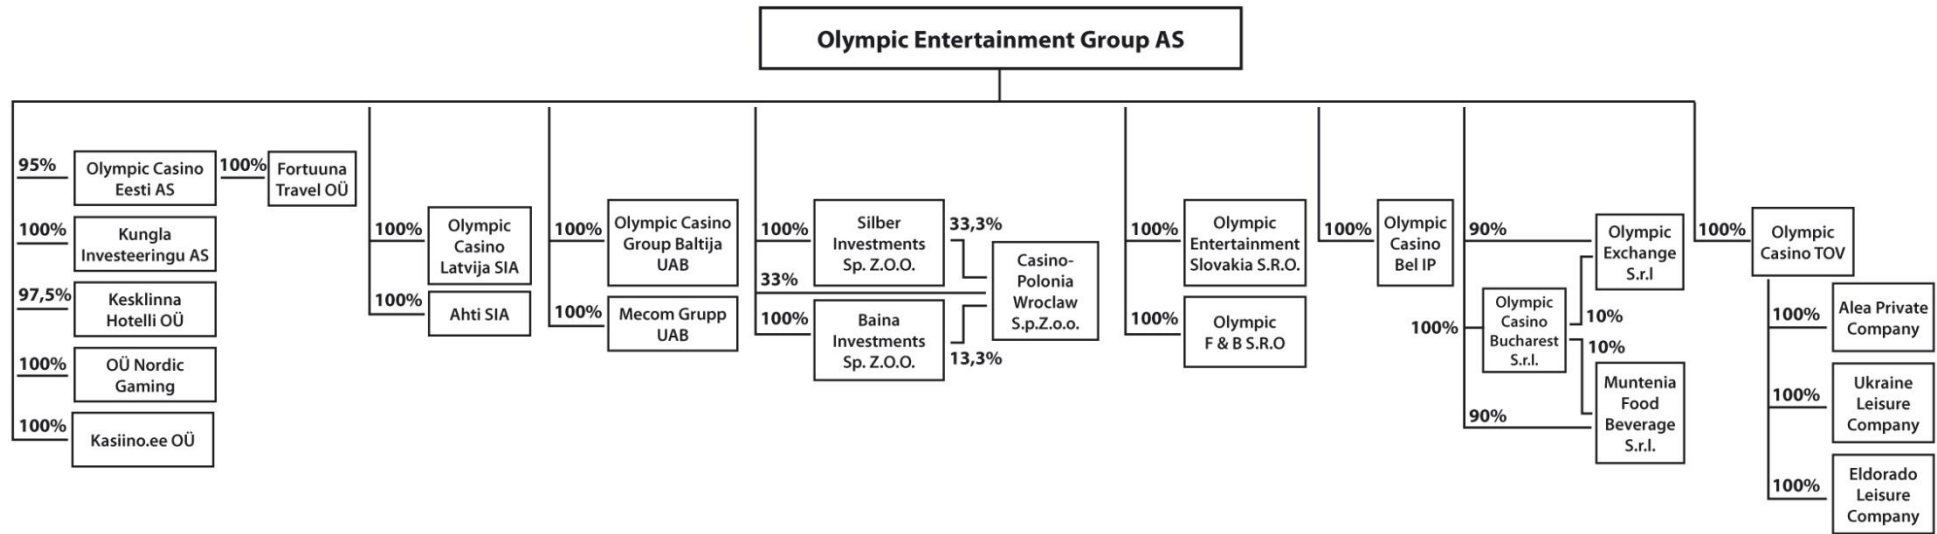 Olympic Entertainment Group AS
95%
Olympic Casino
Eesti AS
100%
Fortuuna
Travel OÜ
100%
Kungla
Investeeringu AS
97,5%
Kesklinna
Hotelli OÜ
100%
OÜ Nordic
Gaming
100%
Kasiino.ee OÜ
100%
Olympic
Casino
Latvija SIA
100%
Ahti SIA
100%
Olympic Casino
Group Baltija
UAB
100%
Mecom Grupp
UAB
100%
Silber
Investments
Sp. Z.O.O.
33,3%
33%
Casino-
Polonia
Wroclaw
S.p.Z.o.o.
100%
Baina
Investments
Sp. Z.O.O.
13,3%
100%
Olympic
Entertainment
Slovakia S.R.O.
100%
Olympic
F & B S.R.O
100%
Olympic
Casino
Bel IP
90%
Olympic
Exchange
S.r.l
100%
Olympic
Casino
Bucharest
S.r.l.
10%
10%
90%
Muntenia
Food
Beverage
S.r.l.
100%
Olympic
Casino TOV
100%
Alea Private
Company
100%
Ukraine
Leisure
Company
100%
Eldorado
Leisure
Company